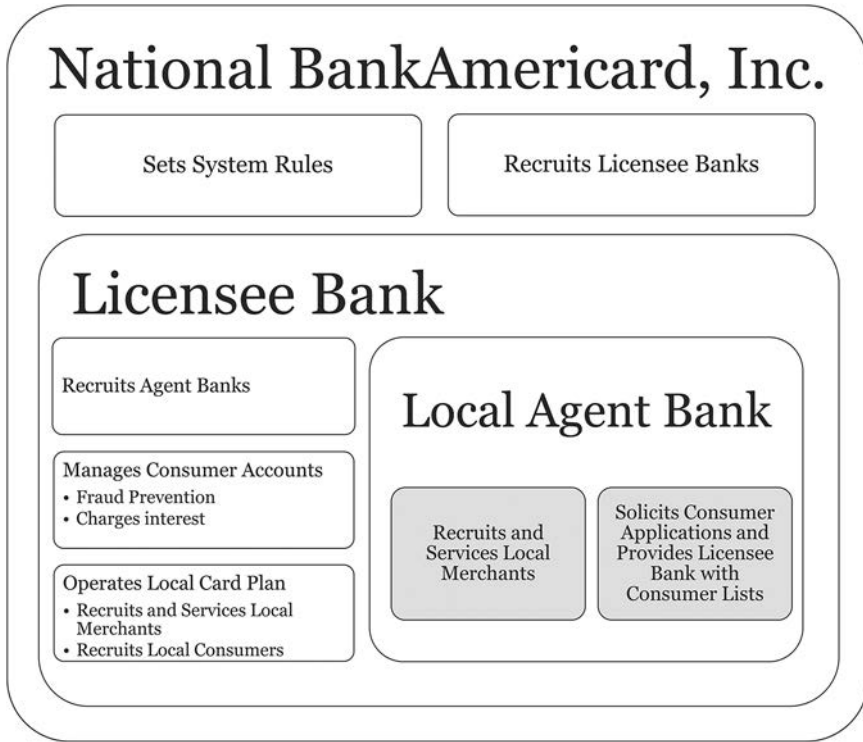 National BankAmericard, Inc.
Sets System Rules
Recruits Licensee Banks
Licensee Bank
Recruits Agent Banks
Manages Consumer Accounts
• Fraud Prevention
• Charges interest
Operates Local Card Plan
• Recruits and Services Local
Merchants
• Recruits Local Consumers
Local Agent Bank
Recruits and
Services Local
Merchants
Solicits Consumer
Applications and
Provides Licensee
Bank with
Consumer Lists